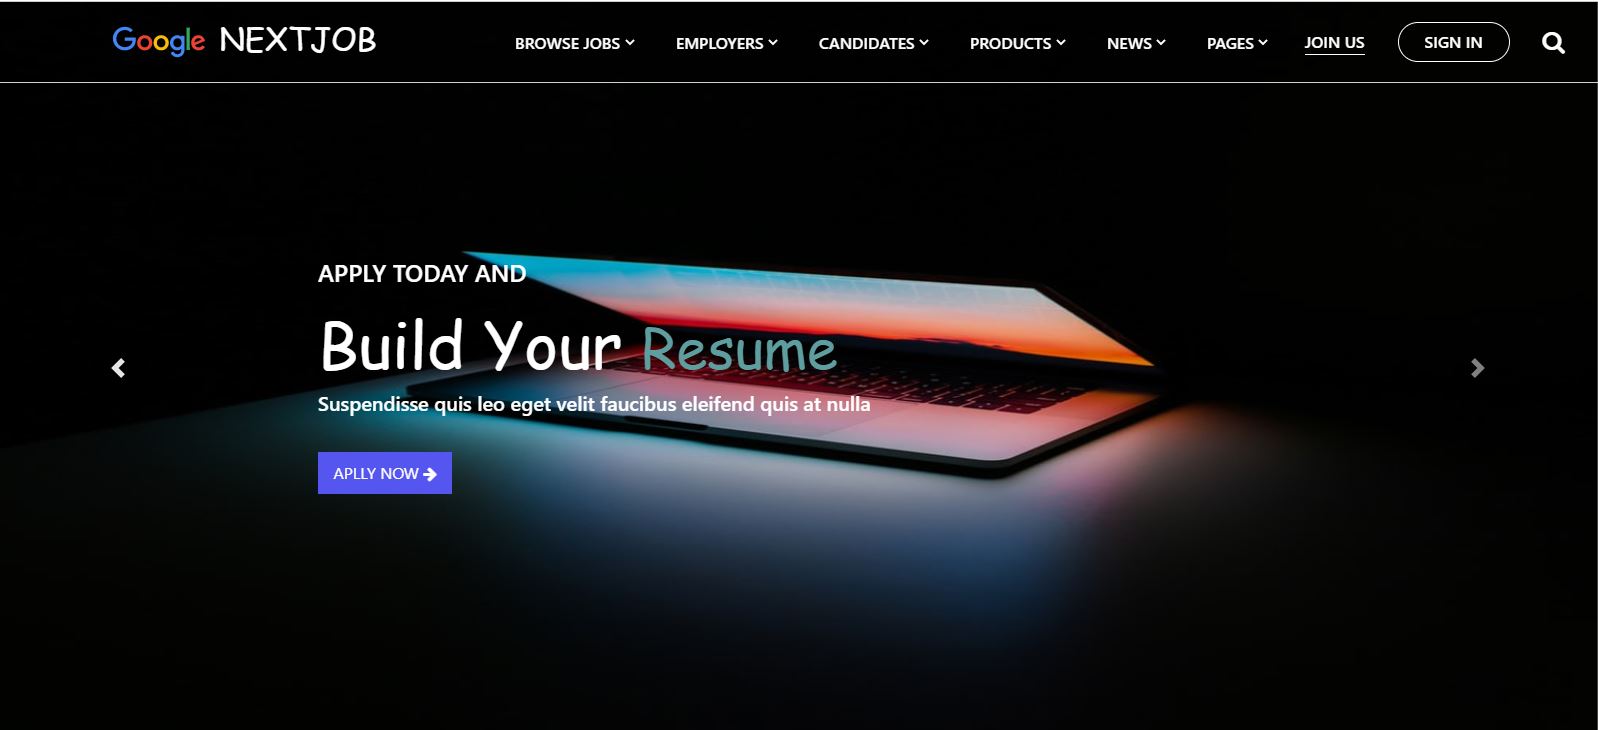 Google NEXTJOB
BROWSE JOBS EMPLOYERS CANDIDATES PRODUCTS NEWS PAGES JOIN US SIGN IN
APPLY TODAY AND
Build Your Resume
Suspendisse quis leo eget velit faucibus eleifend quis at nulla
APLLY NOW